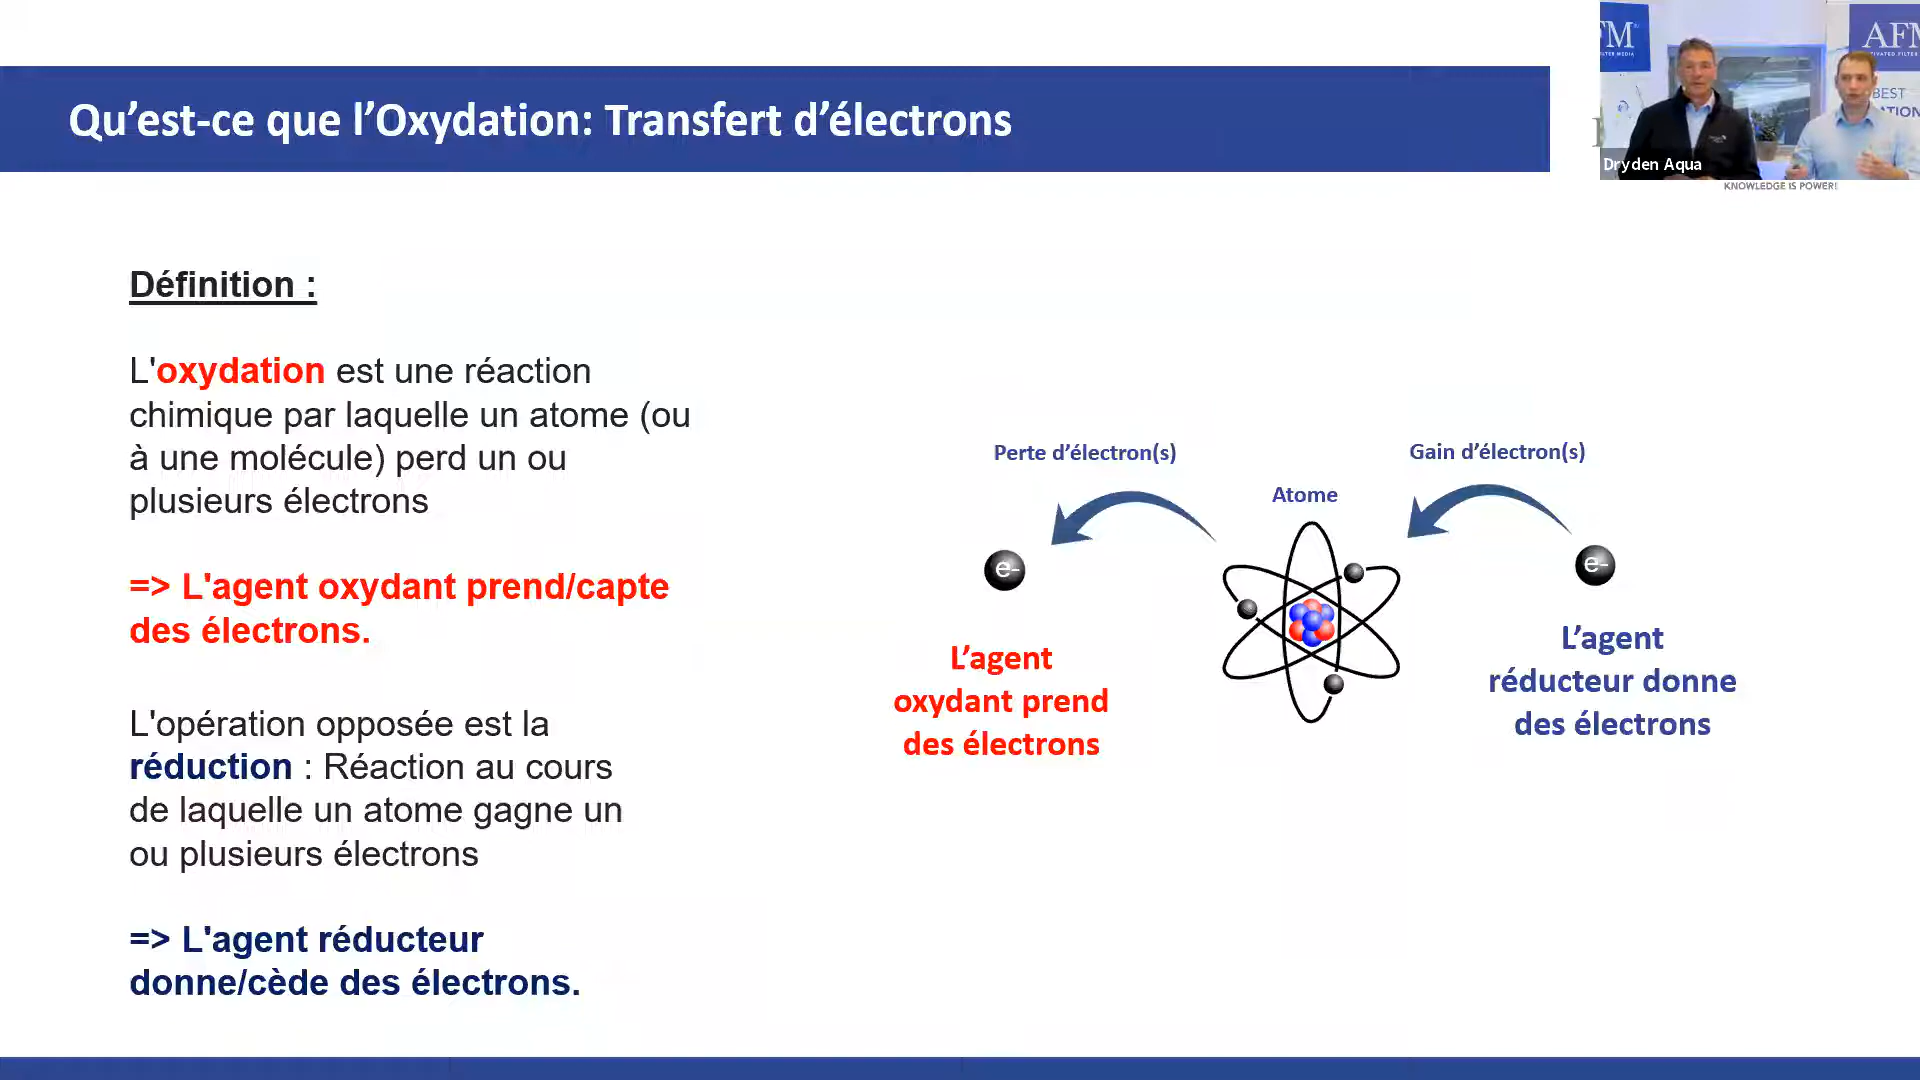 Qu’est-ce que l’Oxydation: Transfert d’électrons
FM
AFM
BEST
Dryden Aqua
KNOWLEDGE IS POWER!
Définition :
L'oxydation est une réaction
chimique par laquelle un atome (ou
à une molécule) perd un ou
plusieurs électrons
=> L'agent oxydant prend/capte
des électrons.
L'opération opposée est la
réduction : Réaction au cours
de laquelle un atome gagne un
ou plusieurs électrons
=> L'agent réducteur
donne/cède des électrons.
Perte d’électron(s)
Atome
Gain d’électron(s)
e-
e-
L’agent
oxydant prend
des électrons
L’agent
réducteur donne
des électrons